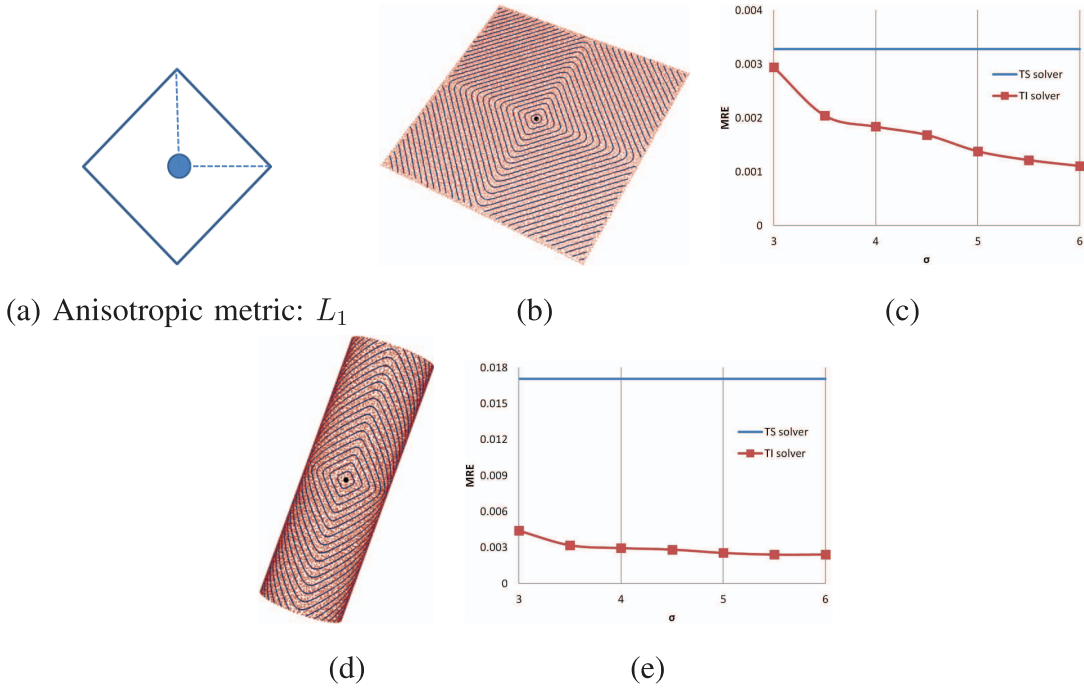 0.004
0.003
0.002
0.001
0
MRE
TS solver
TI solver
3 4 5 6
σ
(a) Anisotropic metric: L₁
(b)
(c)
0.018
0.015
0.012
0.009
0.006
0.003
0
MRE
TS solver
TI solver
3 4 5 6
σ
(d)
(e)